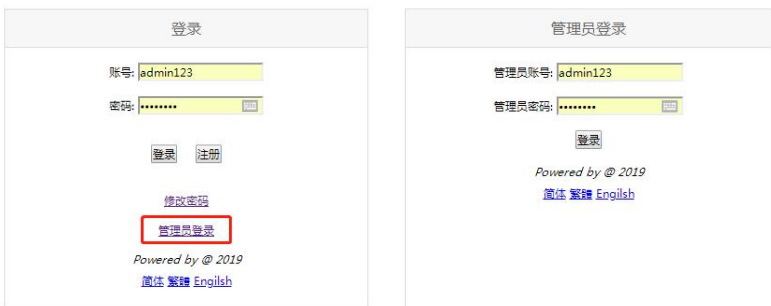 登录
账号: admin123
密码: ••••••••
登录 注册
修改密码
管理员登录
Powered by @ 2019
简体 繁體 Engilsh
管理员登录
管理员账号: admin123
管理员密码: ••••••••
登录
Powered by @ 2019
简体 繁體 Engilsh